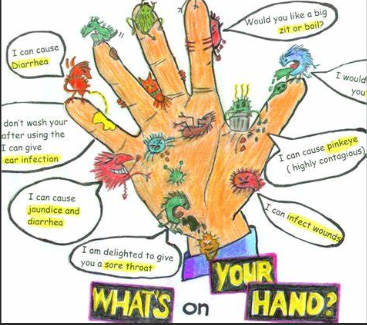 Would you like a big
zit or boil?
I can cause
Diarrhea
I would
you
don't wash your
after using the
I can give
ear infection
I can cause pinkeye
( highly contagious)
I can cause
jaundice and
diarrhea
I can infect wounds
I am delighted to give
you a sore throat
WHAT'S on YOUR HAND?